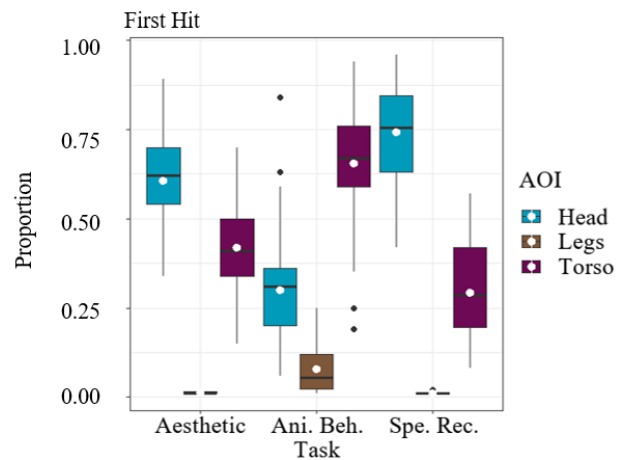 First Hit
1.00
0.75
0.50
0.25
0.00
Proportion
Aesthetic Ani. Beh. Spe. Rec.
Task
AOI
Head
Legs
Torso